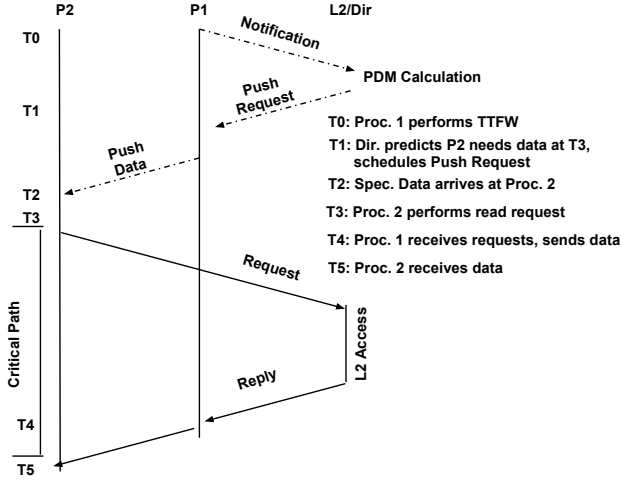 P2 P1 L2/Dir
T0
Notification
PDM Calculation
Push
Request
T1
T0: Proc. 1 performs TTFW
T1: Dir. predicts P2 needs data at T3,
schedules Push Request
Push
Data
T2
T2: Spec. Data arrives at Proc. 2
T3
T3: Proc. 2 performs read request
T4: Proc. 1 receives requests, sends data
T5: Proc. 2 receives data
Request
Critical Path
L2 Access
Reply
T4
T5